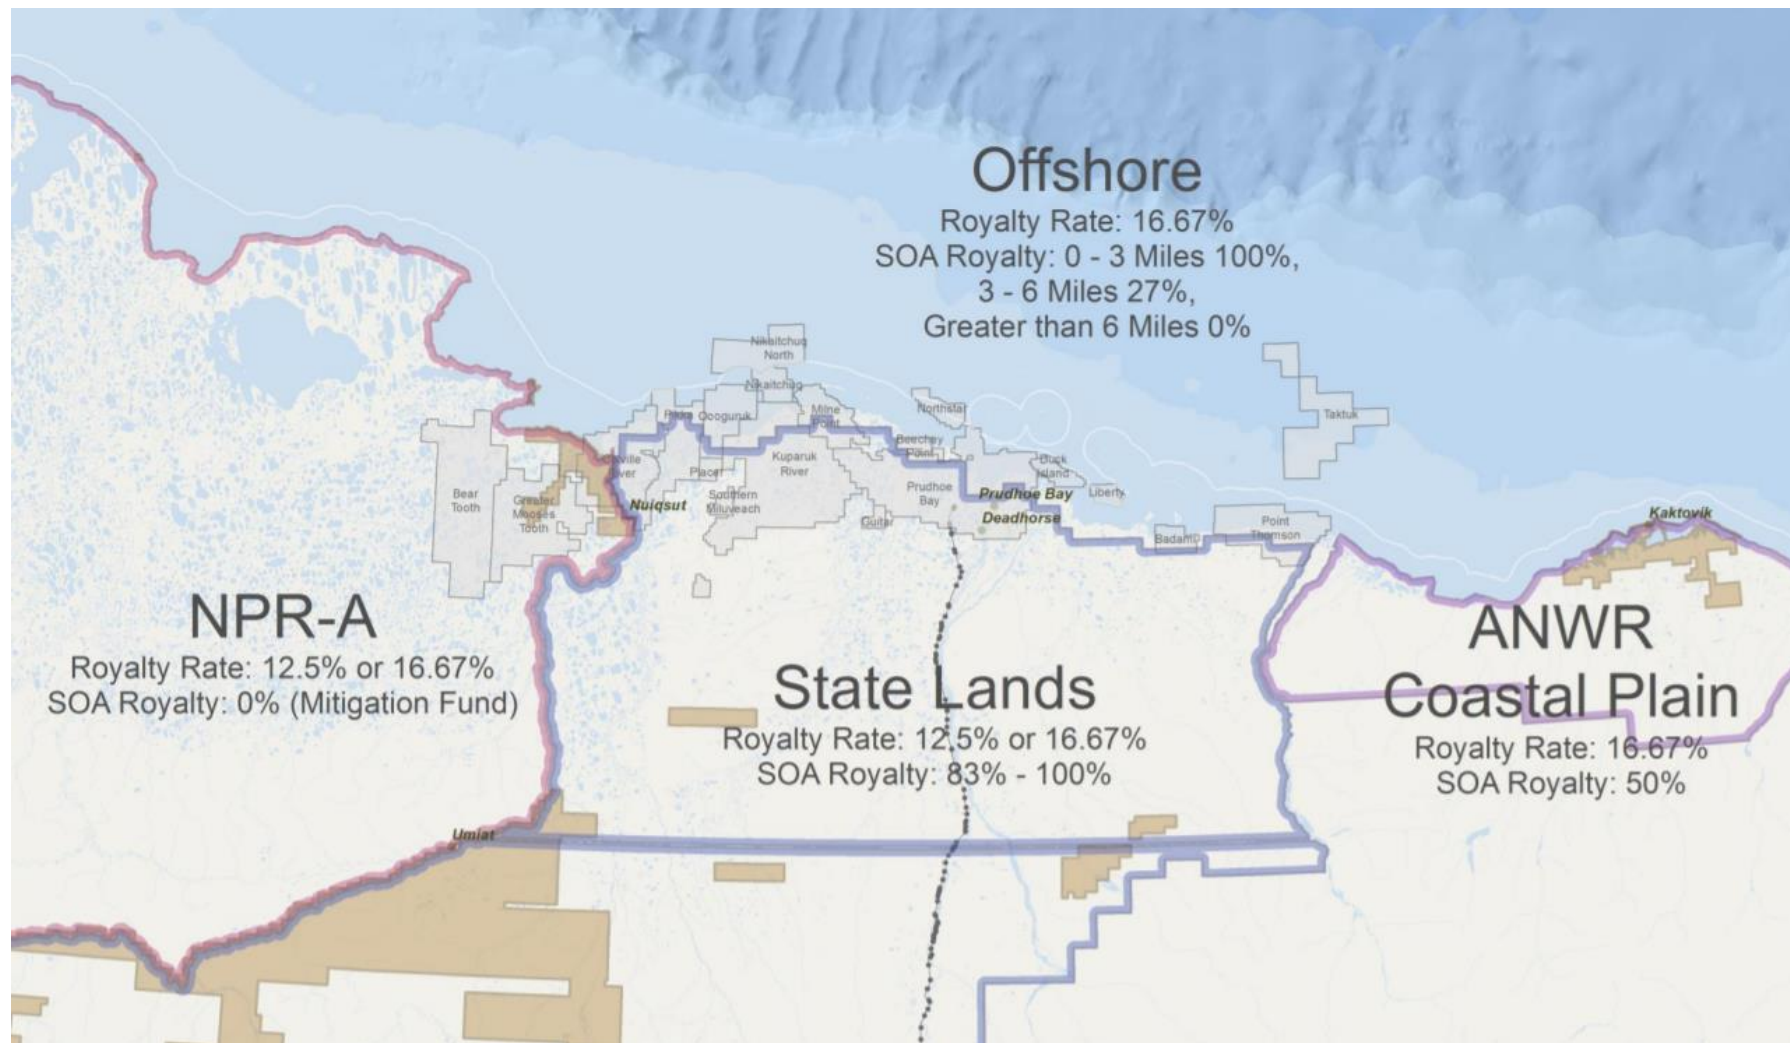 Offshore
Royalty Rate: 16.67%
SOA Royalty: 0 - 3 Miles 100%,
3 - 6 Miles 27%,
Greater than 6 Miles 0%
Nikaitchuq
North
Nikaitchuq
Pikka
Oooguruk
Milne
Point
Northstar
Taktuk
Beechey
Point
Colville
River
Placer
Kuparuk
River
Duck
Island
Bear
Tooth
Greater
Mooses
Tooth
Nuiqsut
Southern
Miluveach
Prudhoe
Bay
Prudhoe Bay
Liberty
Guitar
Deadhorse
Badami
Point
Thomson
Kaktovik
NPR-A
Royalty Rate: 12.5% or 16.67%
SOA Royalty: 0% (Mitigation Fund)
State Lands
Royalty Rate: 12.5% or 16.67%
SOA Royalty: 83% - 100%
ANWR
Coastal Plain
Royalty Rate: 16.67%
SOA Royalty: 50%
Umiat